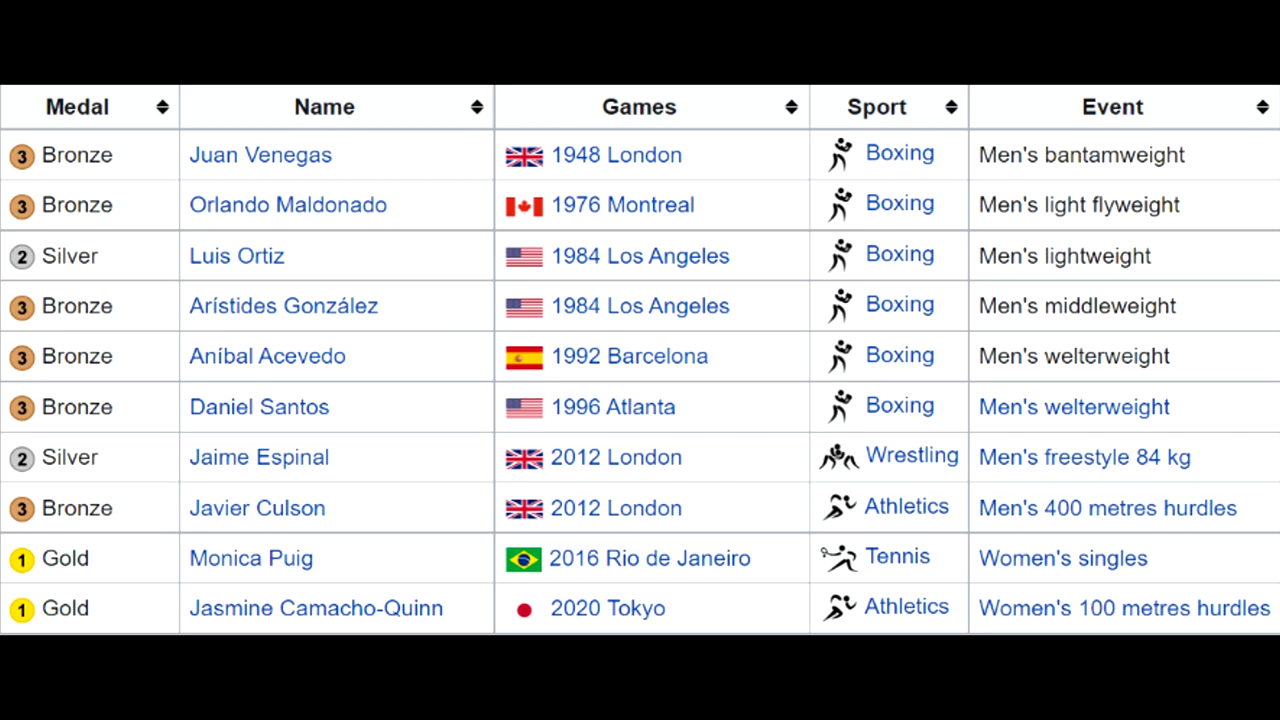 Medal Name Games Sport Event
3 Bronze Juan Venegas 1948 London Boxing Men's bantamweight
3 Bronze Orlando Maldonado 1976 Montreal Boxing Men's light flyweight
2 Silver Luis Ortiz 1984 Los Angeles Boxing Men's lightweight
3 Bronze Arístides González 1984 Los Angeles Boxing Men's middleweight
3 Bronze Aníbal Acevedo 1992 Barcelona Boxing Men's welterweight
3 Bronze Daniel Santos 1996 Atlanta Boxing Men's welterweight
2 Silver Jaime Espinal 2012 London Wrestling Men's freestyle 84 kg
3 Bronze Javier Culson 2012 London Athletics Men's 400 metres hurdles
1 Gold Monica Puig 2016 Rio de Janeiro Tennis Women's singles
1 Gold Jasmine Camacho-Quinn 2020 Tokyo Athletics Women's 100 metres hurdles